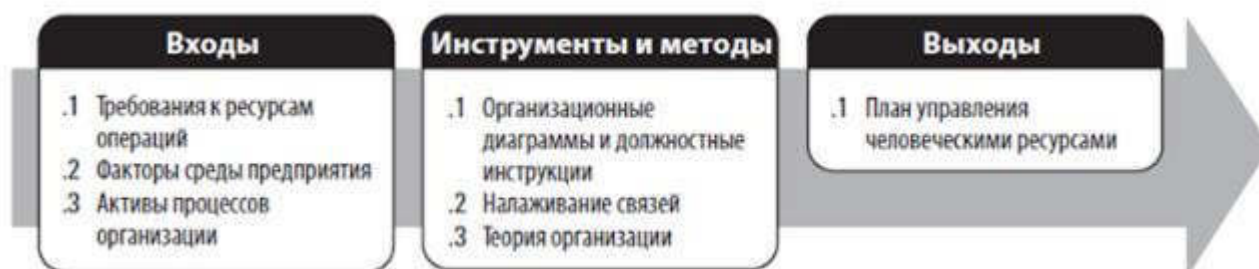 Входы
.1 Требования к ресурсам
операций
.2 Факторы среды предприятия
.3 Активы процессов
организации
Инструменты и методы
.1 Организационные
диаграммы и должностные
инструкции
.2 Налаживание связей
.3 Теория организации
Выходы
.1 План управления
человеческими ресурсами